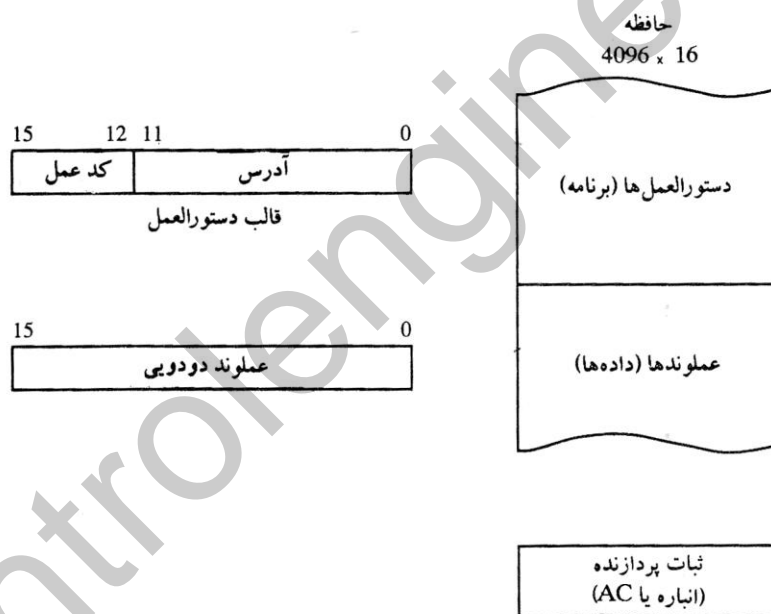 حافظه
4096 x 16
15 12 11 0
کد عمل آدرس
قالب دستورالعمل
دستورالعمل‌ها (برنامه)
15 0
عملوند دودویی
عملوندها (داده‌ها)
ثبات پردازنده
(انباره یا AC)
ntrolengine